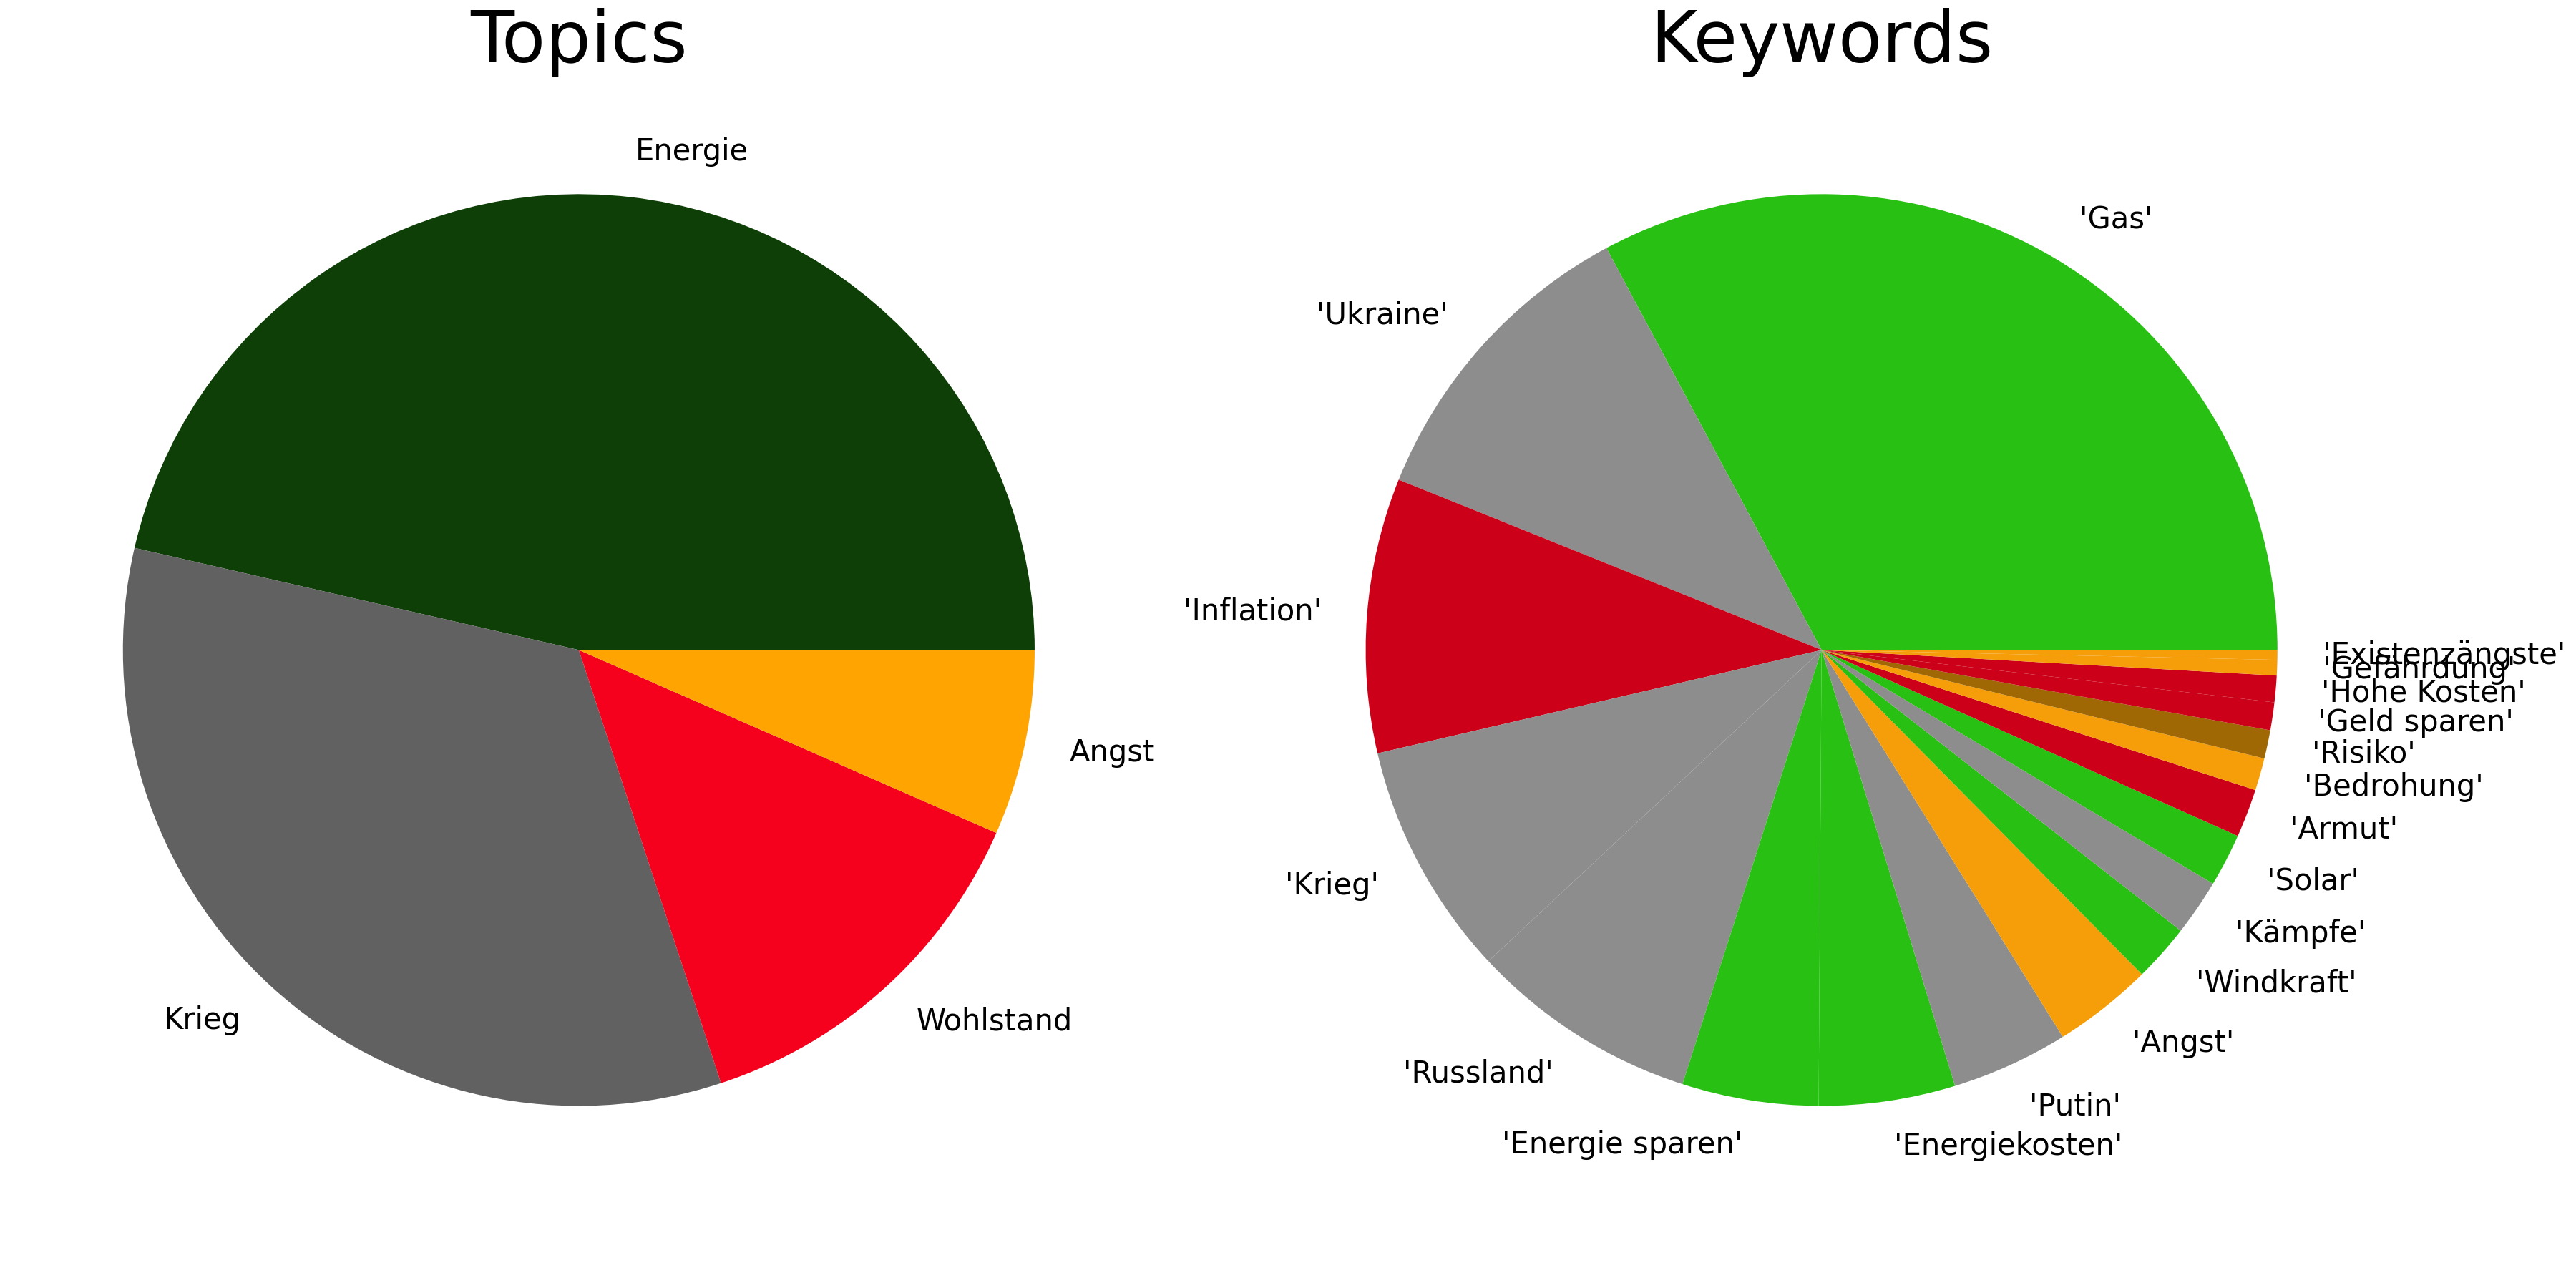 Topics
Energie
Krieg
Wohlstand
Angst
Keywords
'Gas'
'Ukraine'
'Inflation'
'Krieg'
'Russland'
'Energie sparen'
'Energiekosten'
'Putin'
'Angst'
'Windkraft'
'Kämpfe'
'Solar'
'Armut'
'Bedrohung'
'Risiko'
'Geld sparen'
'Hohe Kosten'
'Gefährdung'
'Existenzängste'